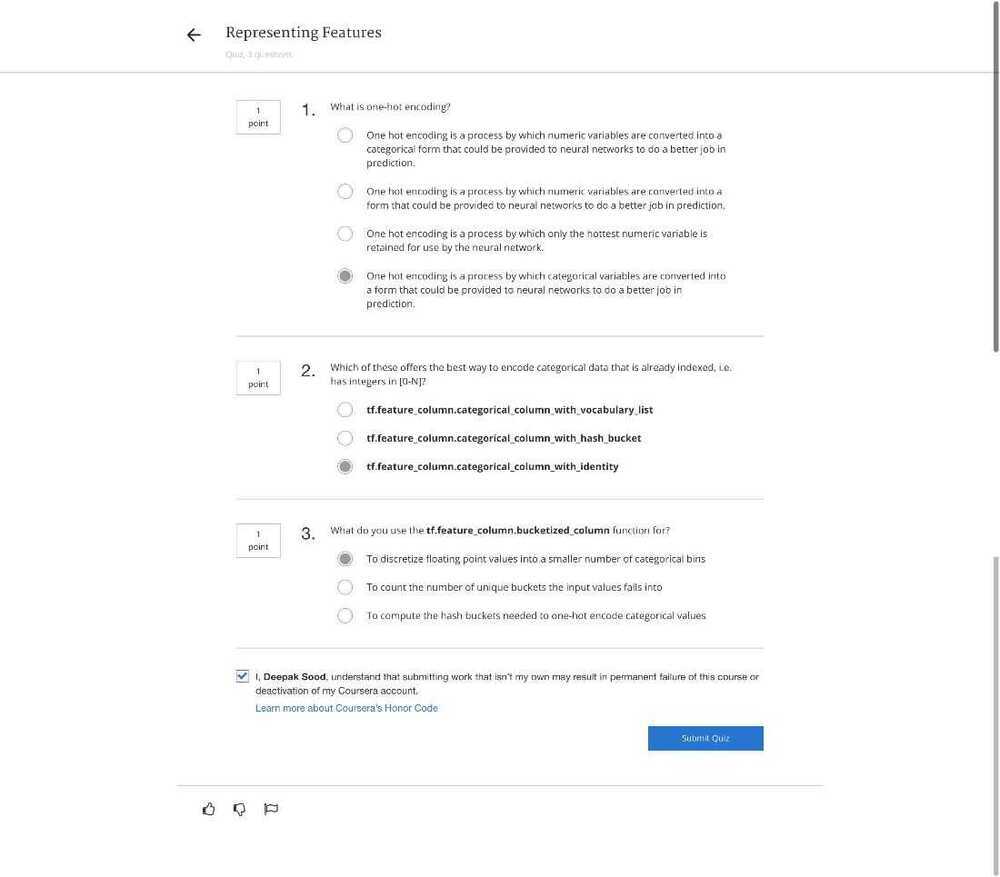 Representing Features
Quiz, 3 questions
1
point
1.
What is one-hot encoding?
One hot encoding is a process by which numeric variables are converted into a
categorical form that could be provided to neural networks to do a better job in
prediction.
One hot encoding is a process by which numeric variables are converted into a
form that could be provided to neural networks to do a better job in prediction.
One hot encoding is a process by which only the hottest numeric variable is
retained for use by the neural network.
One hot encoding is a process by which categorical variables are converted into
a form that could be provided to neural networks to do a better job in
prediction.
1
point
2.
Which of these offers the best way to encode categorical data that is already indexed, i.e.
has integers in [0-N]?
tf.feature_column.categorical_column_with_vocabulary_list
tf.feature_column.categorical_column_with_hash_bucket
tf.feature_column.categorical_column_with_identity
1
point
3.
What do you use the tf.feature_column.bucketized_column function for?
To discretize floating point values into a smaller number of categorical bins
To count the number of unique buckets the input values falls into
To compute the hash buckets needed to one-hot encode categorical values
I, Deepak Sood, understand that submitting work that isn't my own may result in permanent failure of this course or
deactivation of my Coursera account.
Learn more about Coursera's Honor Code
Submit Quiz